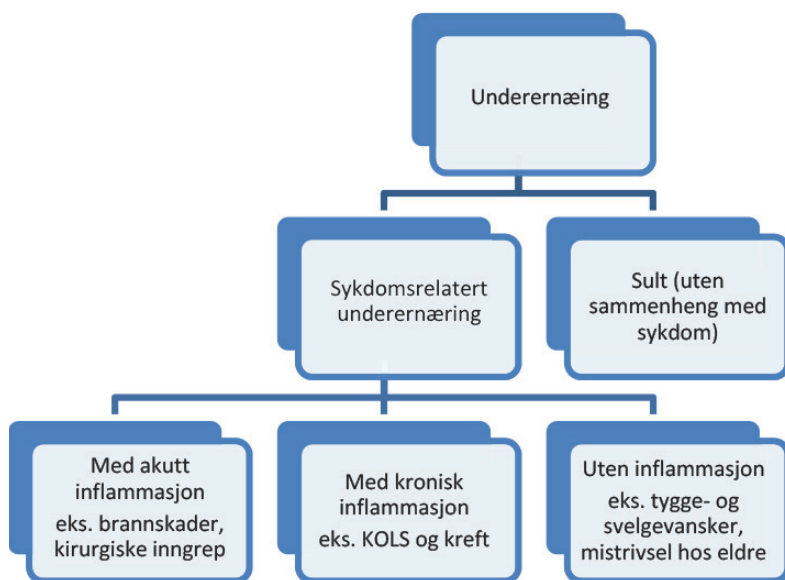 Underernæing
Sykdomsrelatert
underernæring
Sult (uten
sammenheng med
sykdom)
Med akutt
inflammasjon
eks. brannskader,
kirurgiske inngrep
Med kronisk
inflammasjon
eks. KOLS og kreft
Uten inflammasjon
eks. tygge- og
svelgevansker,
mistrivsel hos eldre